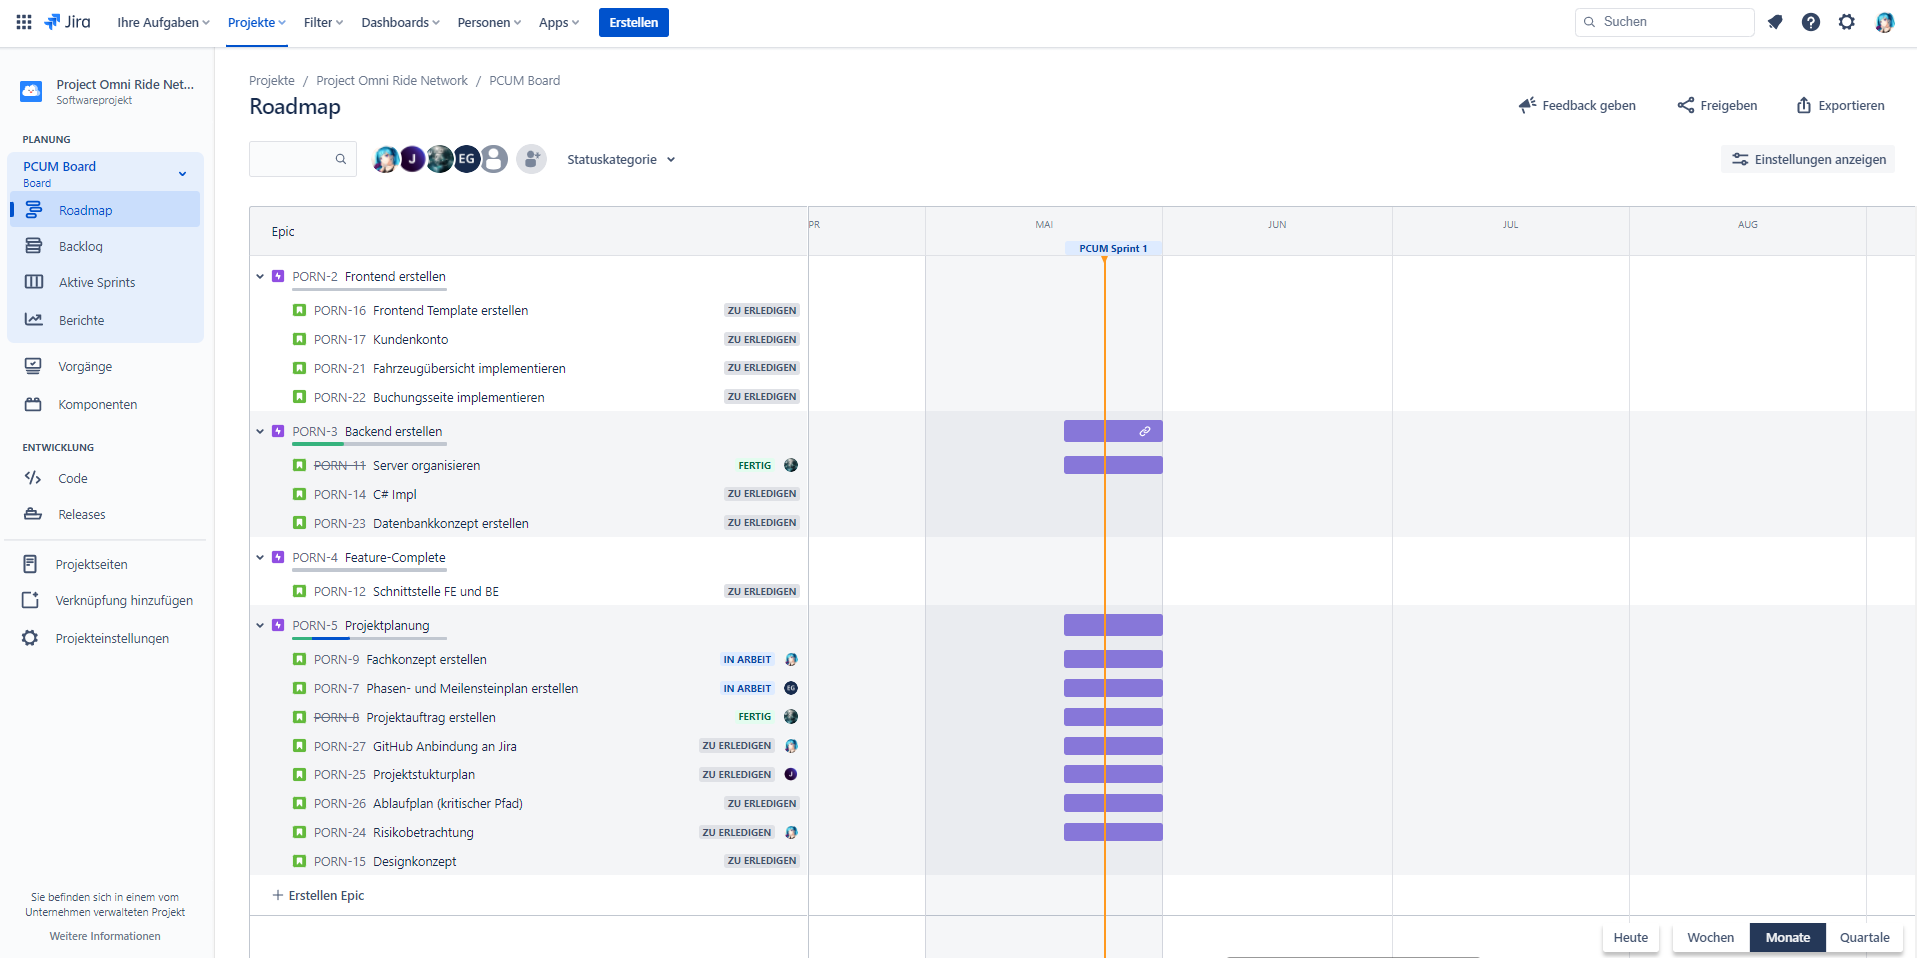 Jira Ihre Aufgaben Projekte Filter Dashboards Personen Apps Erstellen Suchen
Project Omni Ride Net...
Softwareprojekt
PLANUNG
PCUM Board
Board
Roadmap
Backlog
Aktive Sprints
Berichte
Vorgänge
Komponenten
ENTWICKLUNG
Code
Releases
Projektseiten
Verknüpfung hinzufügen
Projekteinstellungen
Sie befinden sich in einem vom
Unternehmen verwalteten Projekt
Weitere Informationen
Projekte / Project Omni Ride Network / PCUM Board
Roadmap
Feedback geben Freigeben Exportieren
J EG Statuskategorie Einstellungen anzeigen
Epic PR MAI JUN JUL AUG
PCUM Sprint 1
PORN-2 Frontend erstellen
PORN-16 Frontend Template erstellen ZU ERLEDIGEN
PORN-17 Kundenkonto ZU ERLEDIGEN
PORN-21 Fahrzeugübersicht implementieren ZU ERLEDIGEN
PORN-22 Buchungsseite implementieren ZU ERLEDIGEN
PORN-3 Backend erstellen
PORN-11 Server organisieren FERTIG
PORN-14 C# Impl ZU ERLEDIGEN
PORN-23 Datenbankkonzept erstellen ZU ERLEDIGEN
PORN-4 Feature-Complete
PORN-12 Schnittstelle FE und BE ZU ERLEDIGEN
PORN-5 Projektplanung
PORN-9 Fachkonzept erstellen IN ARBEIT
PORN-7 Phasen- und Meilensteinplan erstellen IN ARBEIT EG
PORN-8 Projektauftrag erstellen FERTIG
PORN-27 GitHub Anbindung an Jira ZU ERLEDIGEN
PORN-25 Projektstukturplan ZU ERLEDIGEN J
PORN-26 Ablaufplan (kritischer Pfad) ZU ERLEDIGEN
PORN-24 Risikobetrachtung ZU ERLEDIGEN
PORN-15 Designkonzept ZU ERLEDIGEN
+ Erstellen Epic
Heute Wochen Monate Quartale